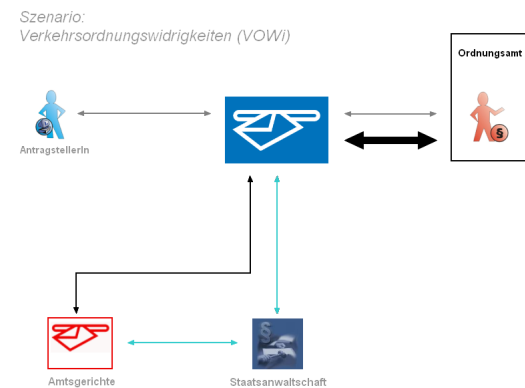 Szenario:
Verkehrsordnungswidrigkeiten (VOWi)
Ordnungsamt
§
AntragstellerIn
§
Amtsgerichte
Staatsanwaltschaft